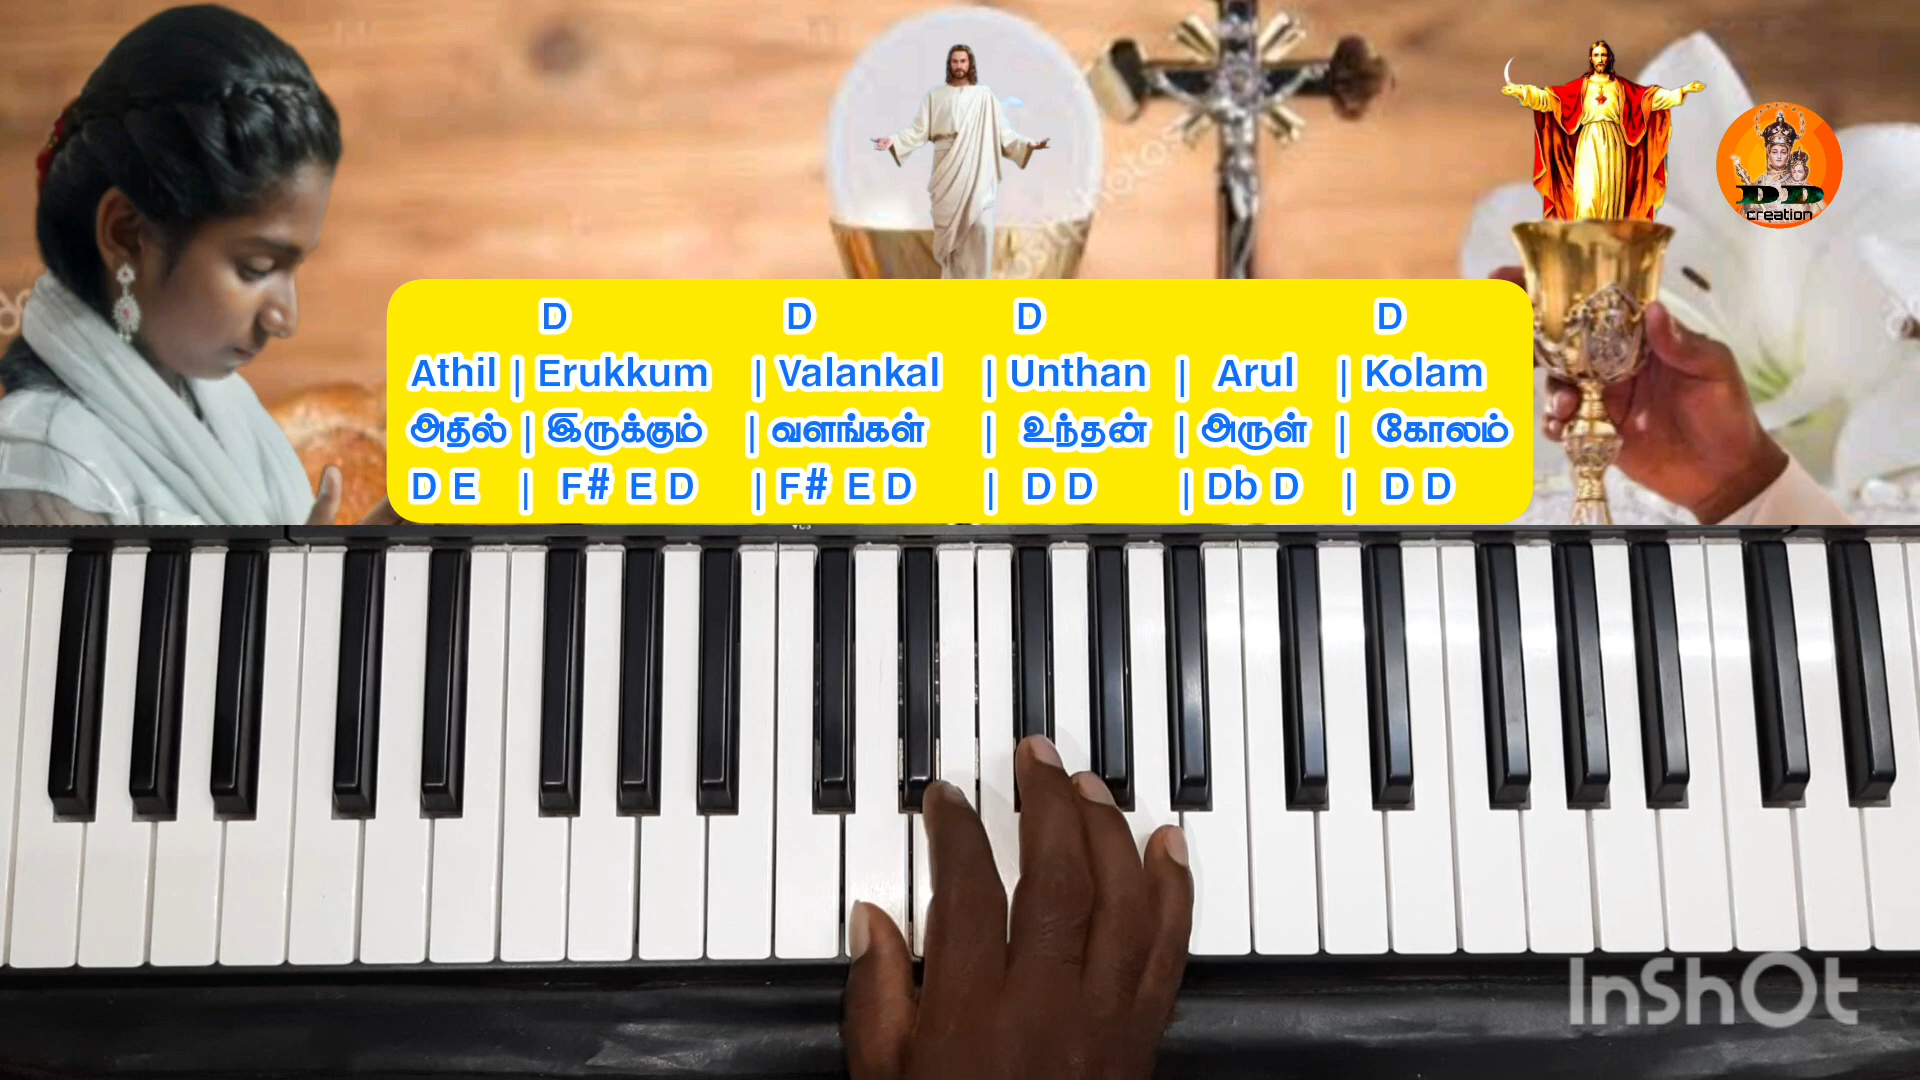 D D D D
Athil | Erukkum | Valankal | Unthan | Arul | Kolam
அதில் | இருக்கும் | வளங்கள் | உந்தன் | அருள் | கோலம்
D E | F# E D | F# E D | D D | Db D | D D
DD
creation
InShOt